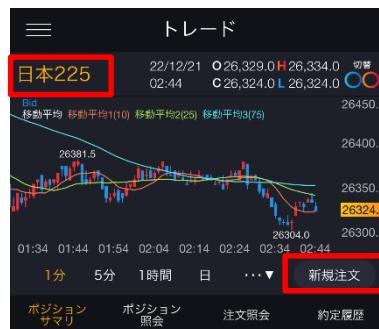 トレード
日本225
22/12/21 O 26,329.0 H 26,334.0 切替
02:44 C 26,324.0 L 26,324.0
Bid
移動平均 移動平均1(10) 移動平均2(25) 移動平均3(75)
26450.
26400.
26381.5
26350.
26324.
26304.0
26300.
01:34 01:44 01:54 02:04 02:14 02:24 02:34 02:44
1分 5分 1時間 日 ···▼ 新規注文
ポジション
サマリ
ポジション
照会
注文照会
約定履歴